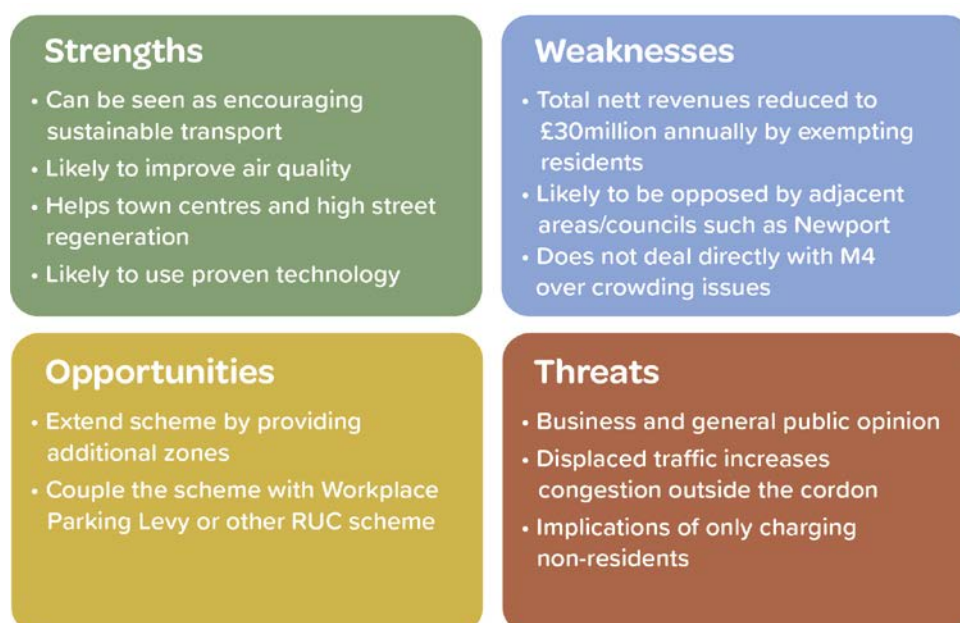 Strengths
• Can be seen as encouraging
sustainable transport
• Likely to improve air quality
• Helps town centres and high street
regeneration
• Likely to use proven technology
Weaknesses
• Total nett revenues reduced to
£30million annually by exempting
residents
• Likely to be opposed by adjacent
areas/councils such as Newport
• Does not deal directly with M4
over crowding issues
Opportunities
• Extend scheme by providing
additional zones
• Couple the scheme with Workplace
Parking Levy or other RUC scheme
Threats
• Business and general public opinion
• Displaced traffic increases
congestion outside the cordon
• Implications of only charging
non-residents